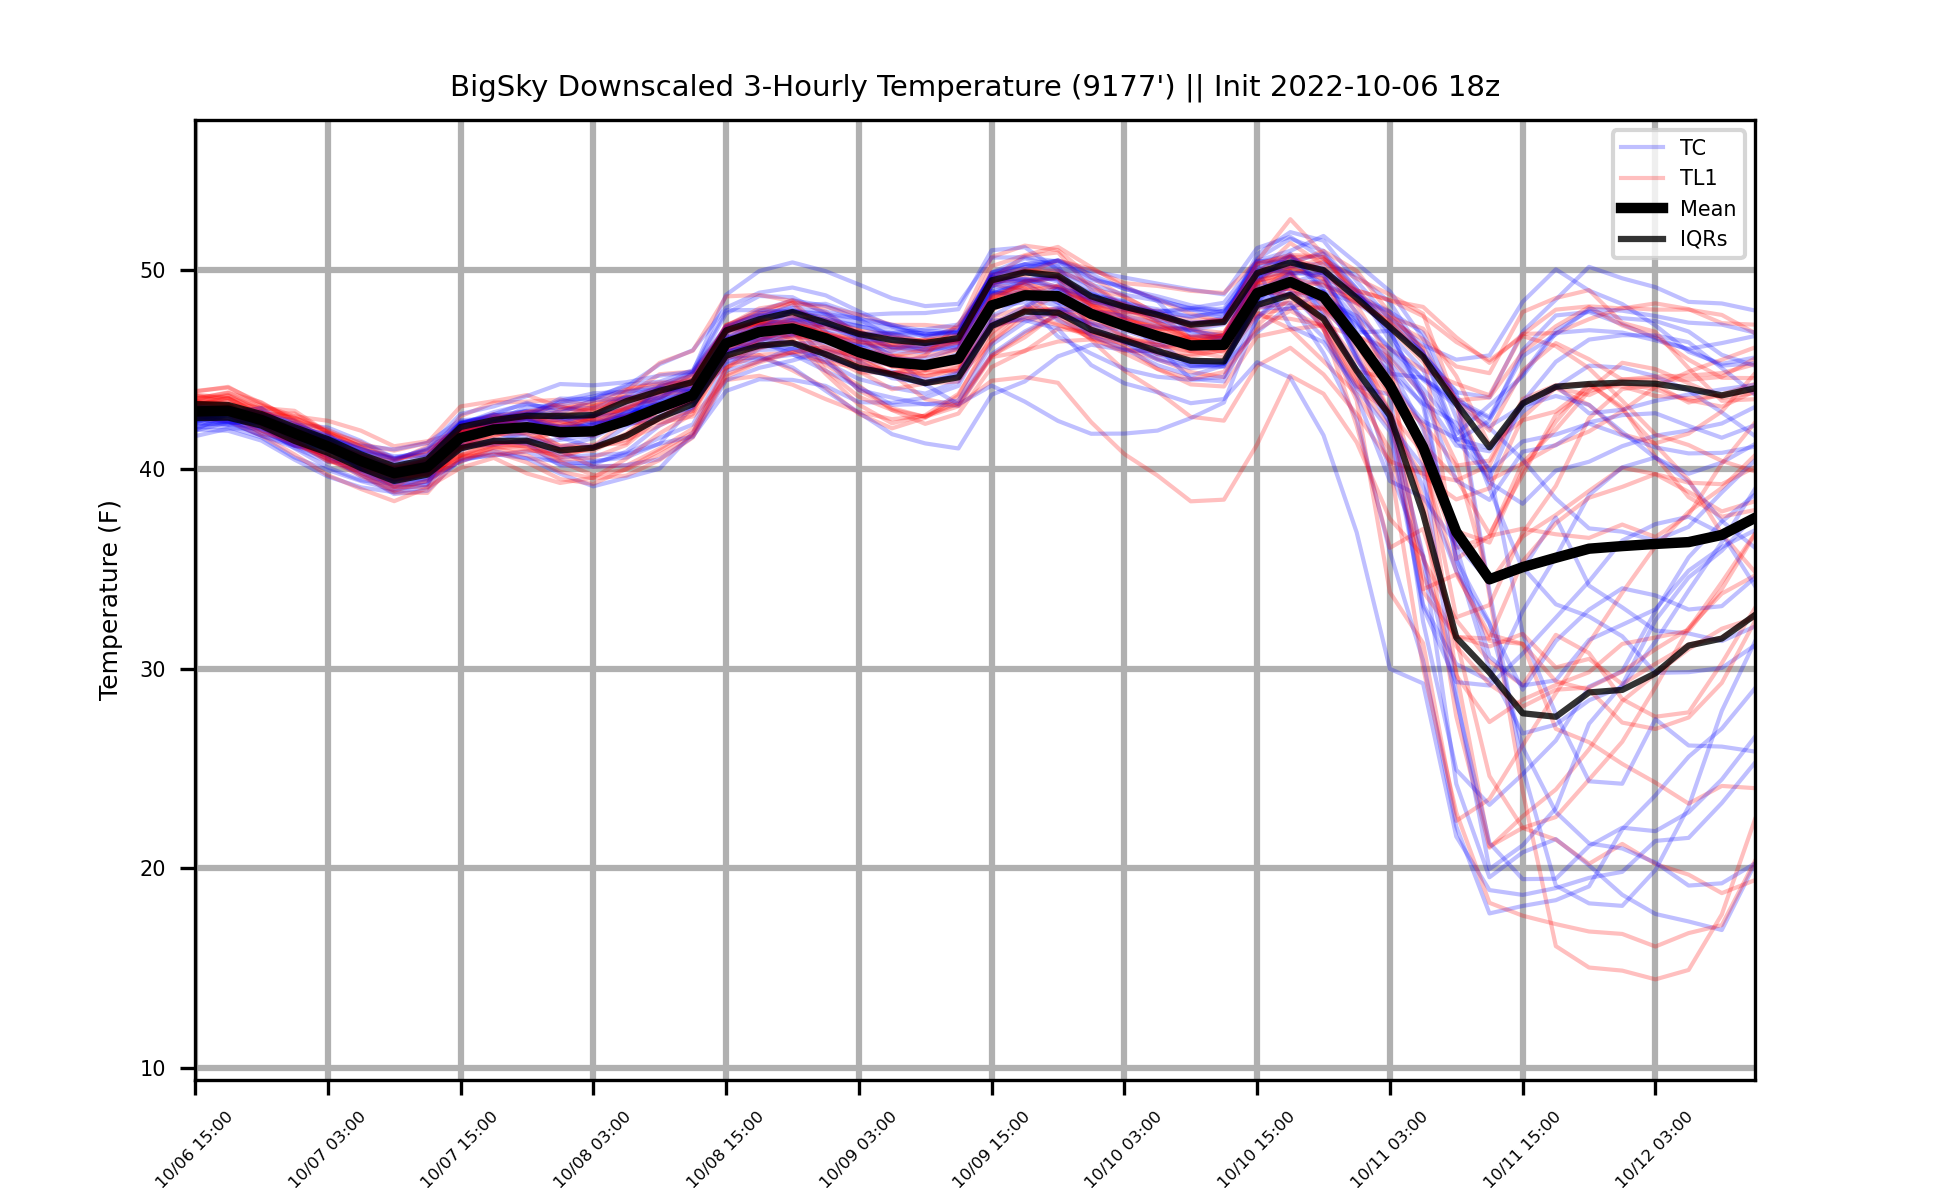 BigSky Downscaled 3-Hourly Temperature (9177') || Init 2022-10-06 18z
TC
TL1
Mean
IQRs
Temperature (F)
50
40
30
20
10
10/06 15:00
10/07 03:00
10/07 15:00
10/08 03:00
10/08 15:00
10/09 03:00
10/09 15:00
10/10 03:00
10/10 15:00
10/11 03:00
10/11 15:00
10/12 03:00